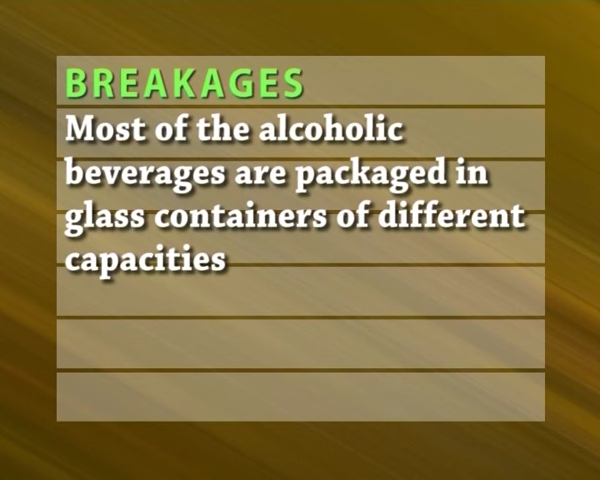 BREAKAGES
Most of the alcoholic
beverages are packaged in
glass containers of different
capacities